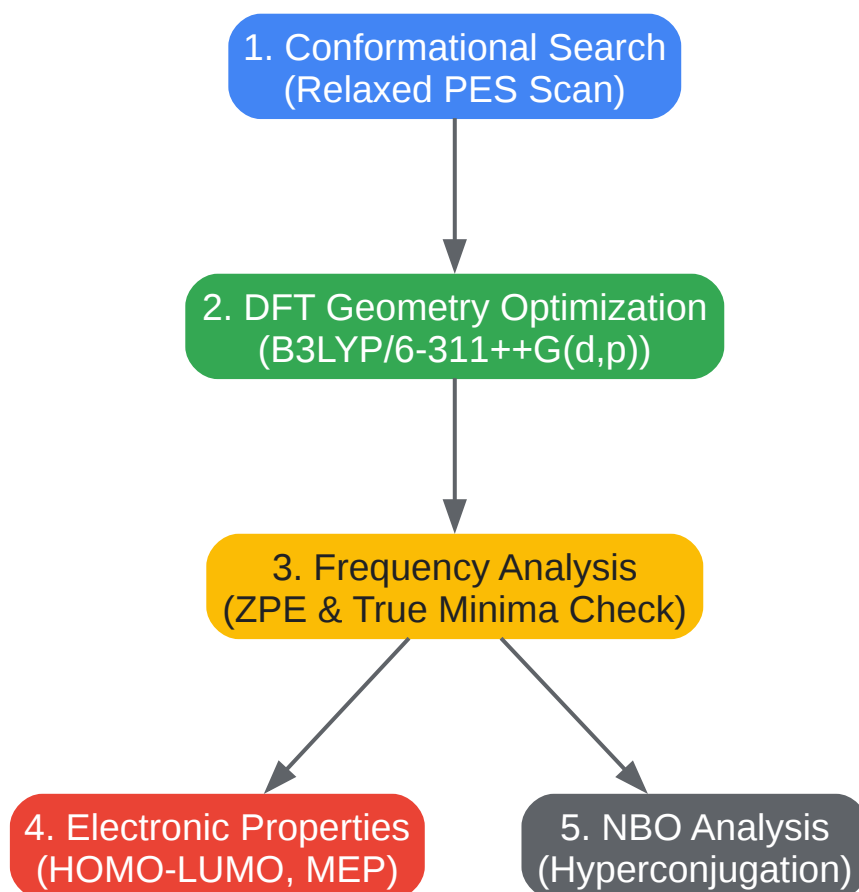 1. Conformational Search
(Relaxed PES Scan)
2. DFT Geometry Optimization
(B3LYP/6-311++G(d,p))
3. Frequency Analysis
(ZPE & True Minima Check)
4. Electronic Properties
(HOMO-LUMO, MEP)
5. NBO Analysis
(Hyperconjugation)